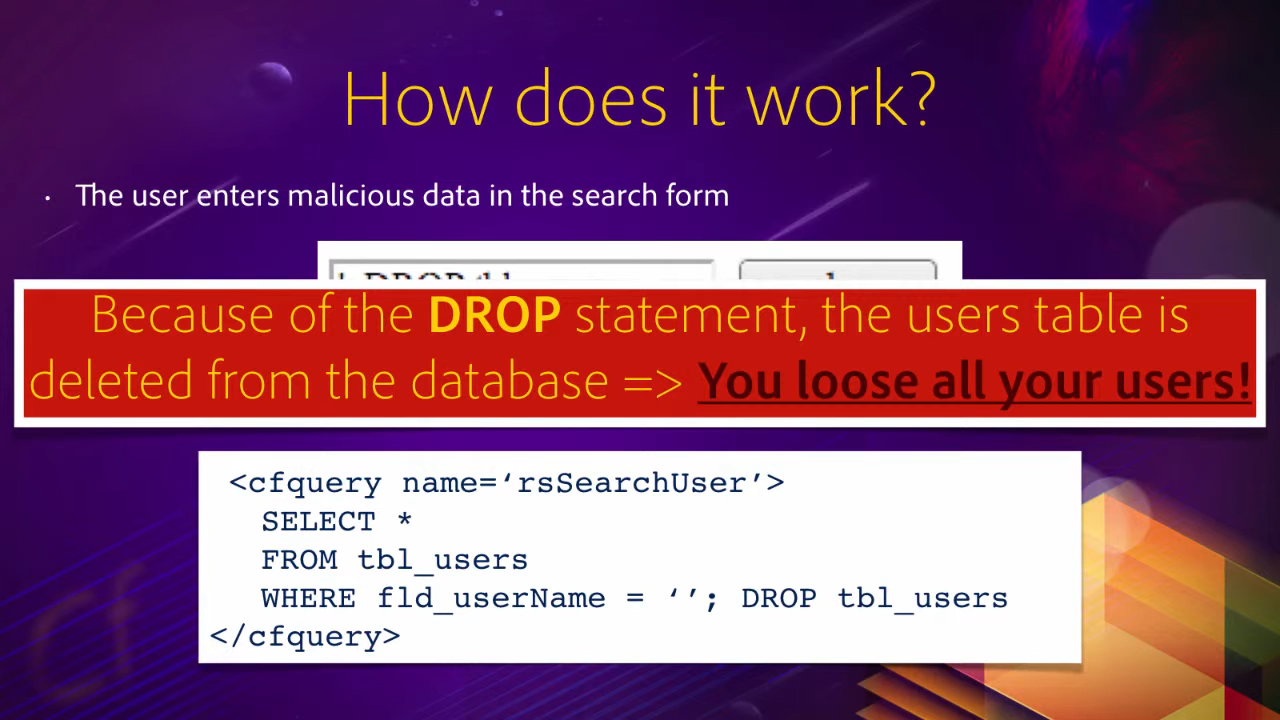 How does it work?
• The user enters malicious data in the search form
Because of the DROP statement, the users table is
deleted from the database => You loose all your users!
<cfquery name=‘rsSearchUser’>
SELECT *
FROM tbl_users
WHERE fld_userName = ‘’; DROP tbl_users
</cfquery>
Cf